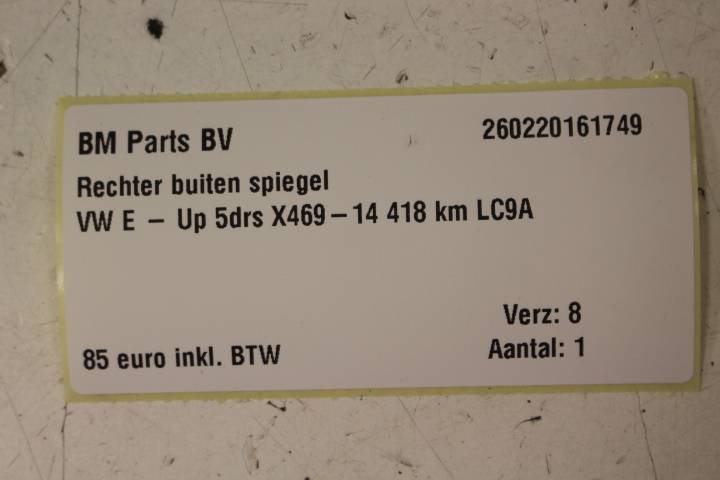 BM Parts BV 260220161749
Rechter buiten spiegel
VW E – Up 5drs X469 – 14 418 km LC9A
Verz: 8
85 euro inkl. BTW Aantal: 1